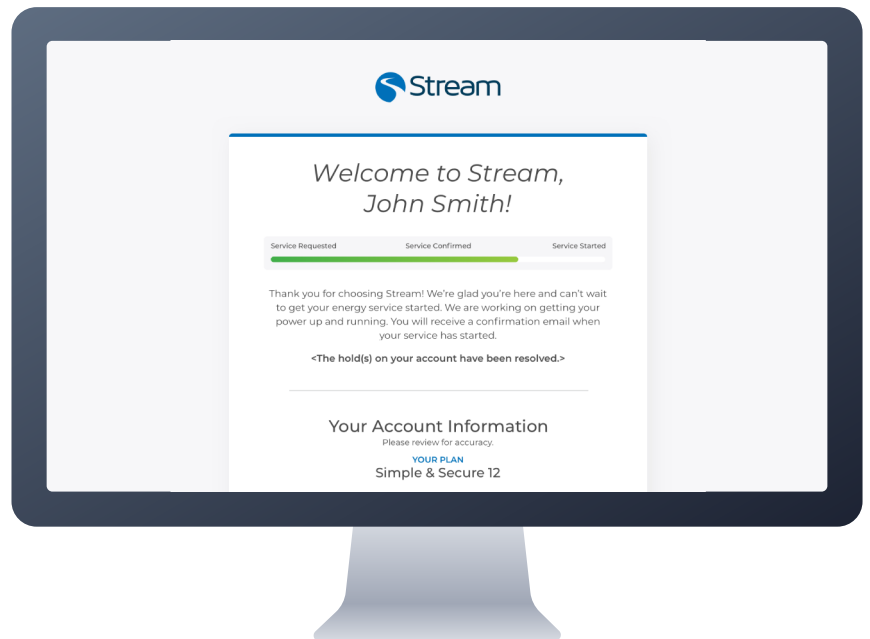 Stream
Welcome to Stream,
John Smith!
Service Requested Service Confirmed Service Started
Thank you for choosing Stream! We're glad you're here and can't wait
to get your energy service started. We are working on getting your
power up and running. You will receive a confirmation email when
your service has started.
<The hold(s) on your account have been resolved.>
Your Account Information
Please review for accuracy.
YOUR PLAN
Simple & Secure 12